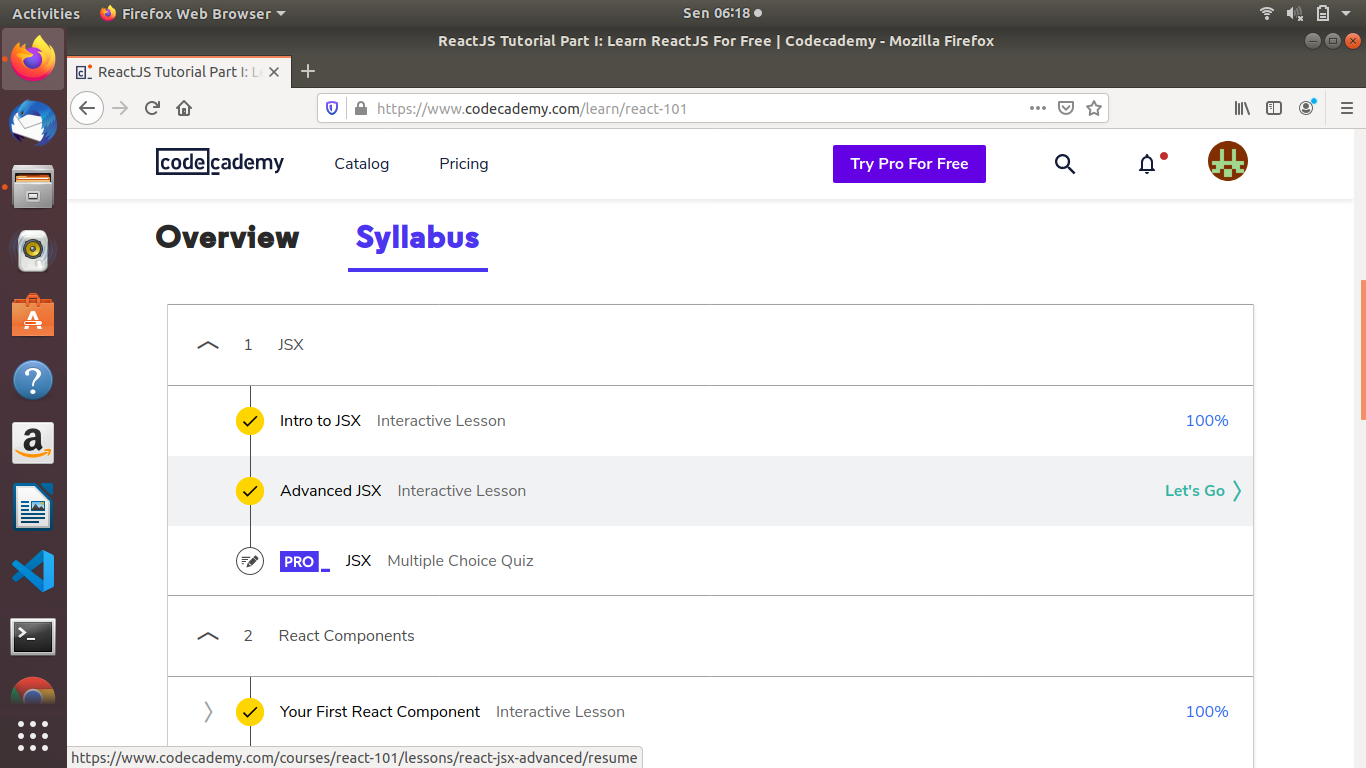 Activities Firefox Web Browser Sen 06:18
ReactJS Tutorial Part I: Learn ReactJS For Free | Codecademy - Mozilla Firefox
ReactJS Tutorial Part I: Le
https://www.codecademy.com/learn/react-101
codecademy Catalog Pricing Try Pro For Free
Overview Syllabus
1 JSX
Intro to JSX Interactive Lesson 100%
Advanced JSX Interactive Lesson Let's Go
PRO JSX Multiple Choice Quiz
2 React Components
Your First React Component Interactive Lesson 100%
https://www.codecademy.com/courses/react-101/lessons/react-jsx-advanced/resume